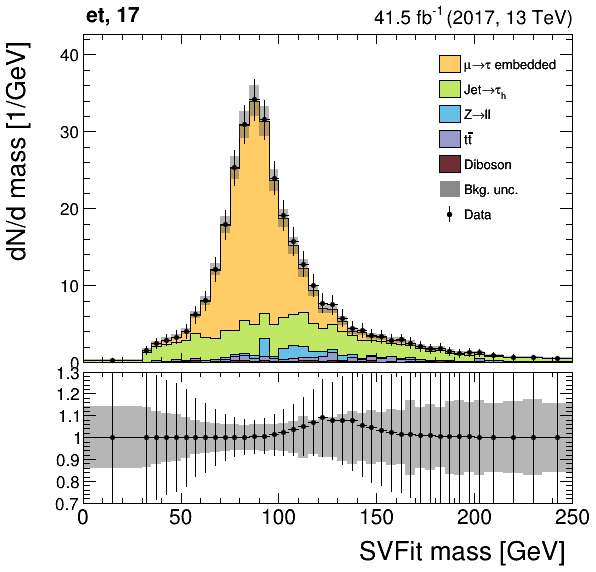 et, 17
41.5 fb⁻¹ (2017, 13 TeV)
dN/d mass [1/GeV]
40
30
20
10
0
μ→τ embedded
Jet→τₕ
Z→ll
tt̄
Diboson
Bkg. unc.
Data
1.3
1.2
1.1
1
0.9
0.8
0.7
0 50 100 150 200 250
SVFit mass [GeV]